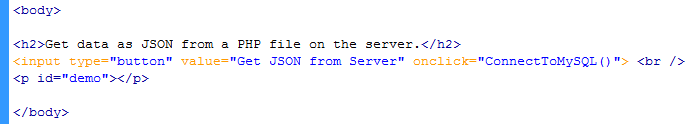 <body>
<h2>Get data as JSON from a PHP file on the server.</h2>
<input type="button" value="Get JSON from Server" onclick="ConnectToMySQL()"> <br />
<p id="demo"></p>
</body>